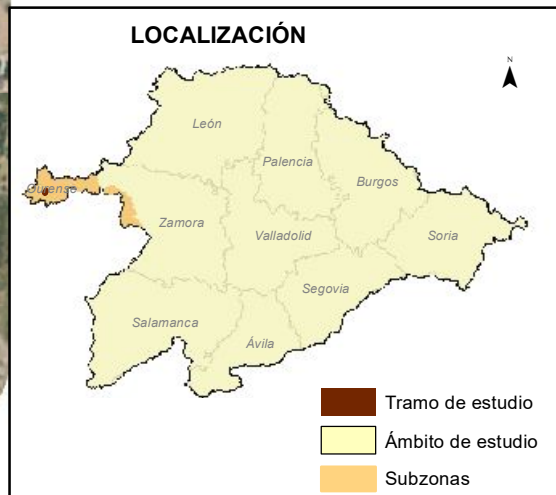 LOCALIZACIÓN
N
León
Palencia
Burgos
Ourense
Zamora
Valladolid
Soria
Segovia
Salamanca
Ávila
Tramo de estudio
Ámbito de estudio
Subzonas